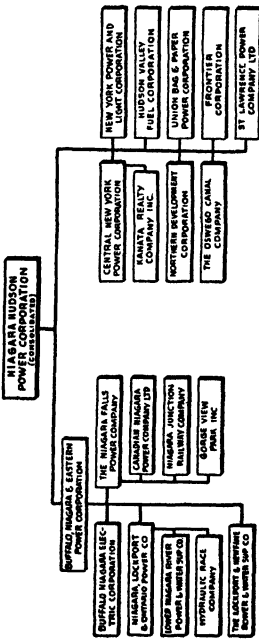 NIAGARA HUDSON
POWER CORPORATION
(CONSOLIDATED)
BUFFALO, NIAGARA & EASTERN
POWER CORPORATION
BUFFALO NIAGARA ELEC-
TRIC CORPORATION
NIAGARA, LOCKPORT
& ONTARIO POWER CO
LOWER NIAGARA RIVER
POWER & WATER SUP CO
HYDRAULIC RACE
COMPANY
THE LOCKPORT & NEWFANE
POWER & WATER SUP CO
THE NIAGARA FALLS
POWER COMPANY
CANADIAN NIAGARA
POWER COMPANY LTD
NIAGARA JUNCTION
RAILWAY COMPANY
GORGE VIEW
PARK INC
CENTRAL NEW YORK
POWER CORPORATION
KANATA REALTY
COMPANY INC.
NORTHERN DEVELOPMENT
CORPORATION
THE OSWEGO CANAL
COMPANY
NEW YORK POWER AND
LIGHT CORPORATION
HUDSON VALLEY
FUEL CORPORATION
UNION BAG & PAPER
POWER CORPORATION
FRONTIER
CORPORATION
ST LAWRENCE POWER
COMPANY LTD